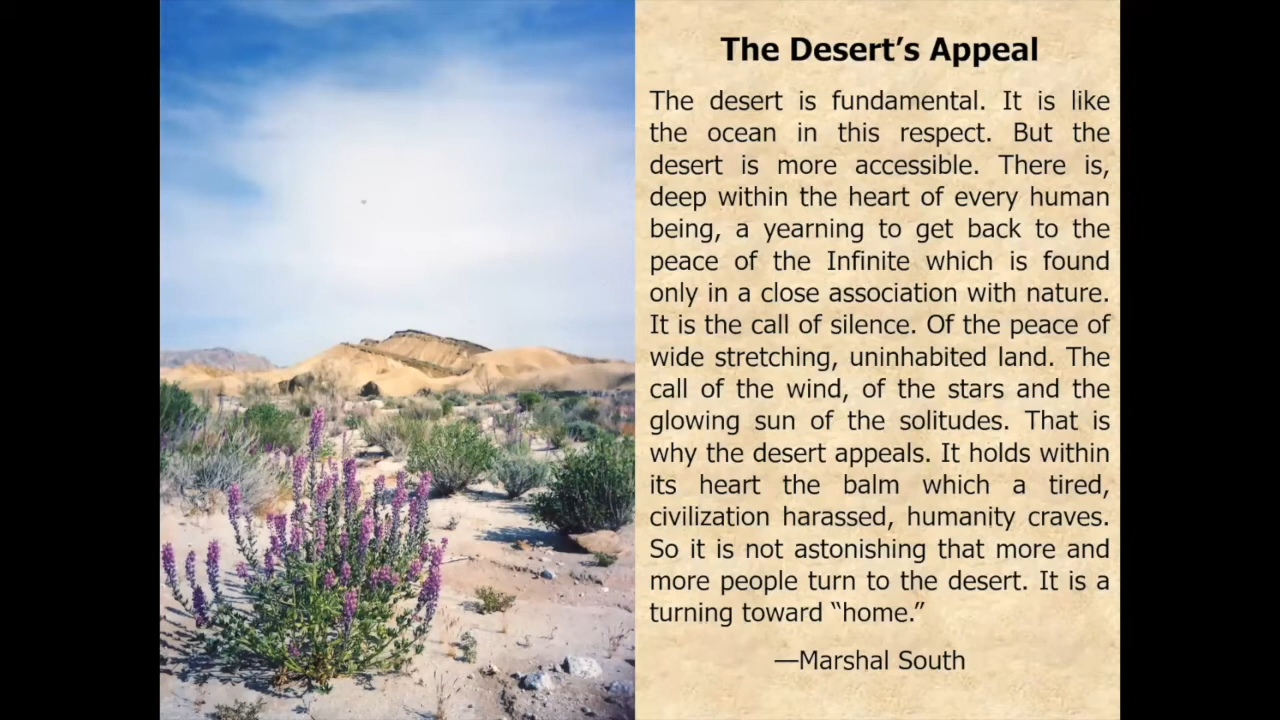 The Desert’s Appeal
The desert is fundamental. It is like
the ocean in this respect. But the
desert is more accessible. There is,
deep within the heart of every human
being, a yearning to get back to the
peace of the Infinite which is found
only in a close association with nature.
It is the call of silence. Of the peace of
wide stretching, uninhabited land. The
call of the wind, of the stars and the
glowing sun of the solitudes. That is
why the desert appeals. It holds within
its heart the balm which a tired,
civilization harassed, humanity craves.
So it is not astonishing that more and
more people turn to the desert. It is a
turning toward “home.”
—Marshal South